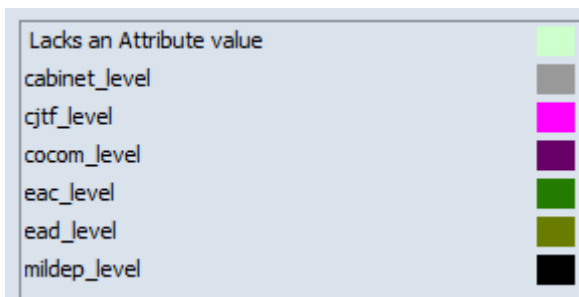 Lacks an Attribute value
cabinet_level
cjtf_level
cocom_level
eac_level
ead_level
mildep_level